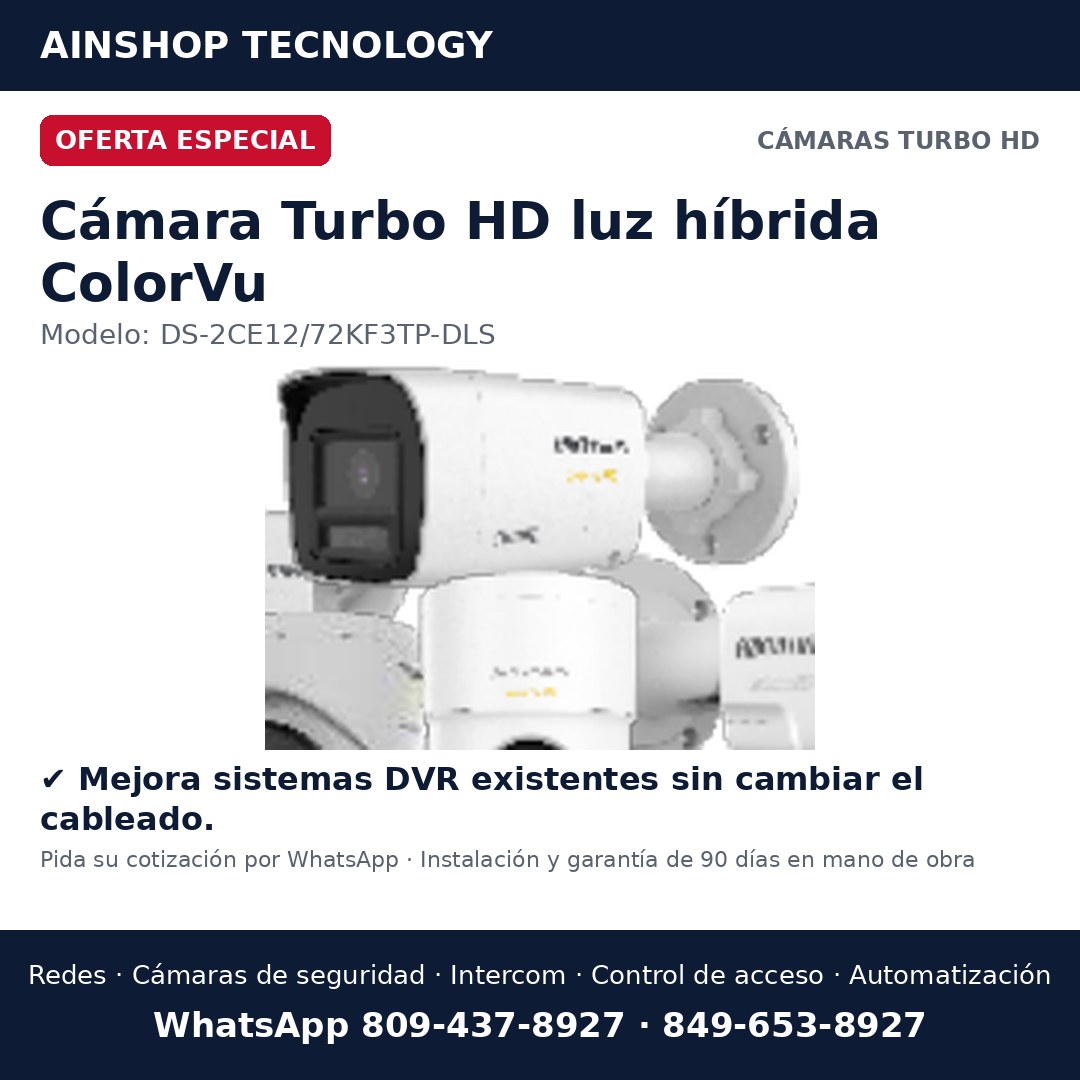 AINSHOP TECNOLOGY
OFERTA ESPECIAL
CÁMARAS TURBO HD
Cámara Turbo HD luz híbrida
ColorVu
Modelo: DS-2CE12/72KF3TP-DLS
✔ Mejora sistemas DVR existentes sin cambiar el
cableado.
Pida su cotización por WhatsApp · Instalación y garantía de 90 días en mano de obra
Redes · Cámaras de seguridad · Intercom · Control de acceso · Automatización
WhatsApp 809-437-8927 · 849-653-8927